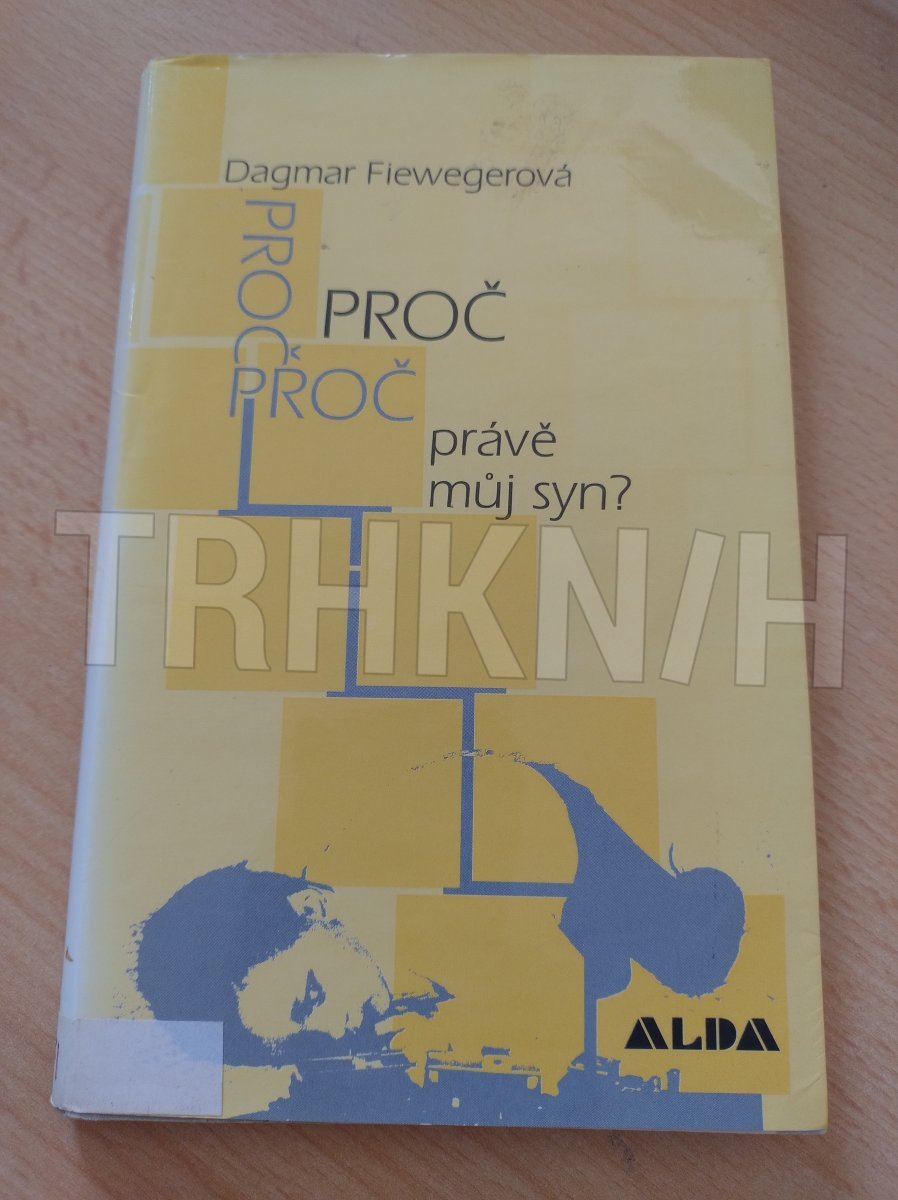 Dagmar Fiewegerová
PROČ
PROČ
PROČ
právě
můj syn?
TRHKNIH
ALDA